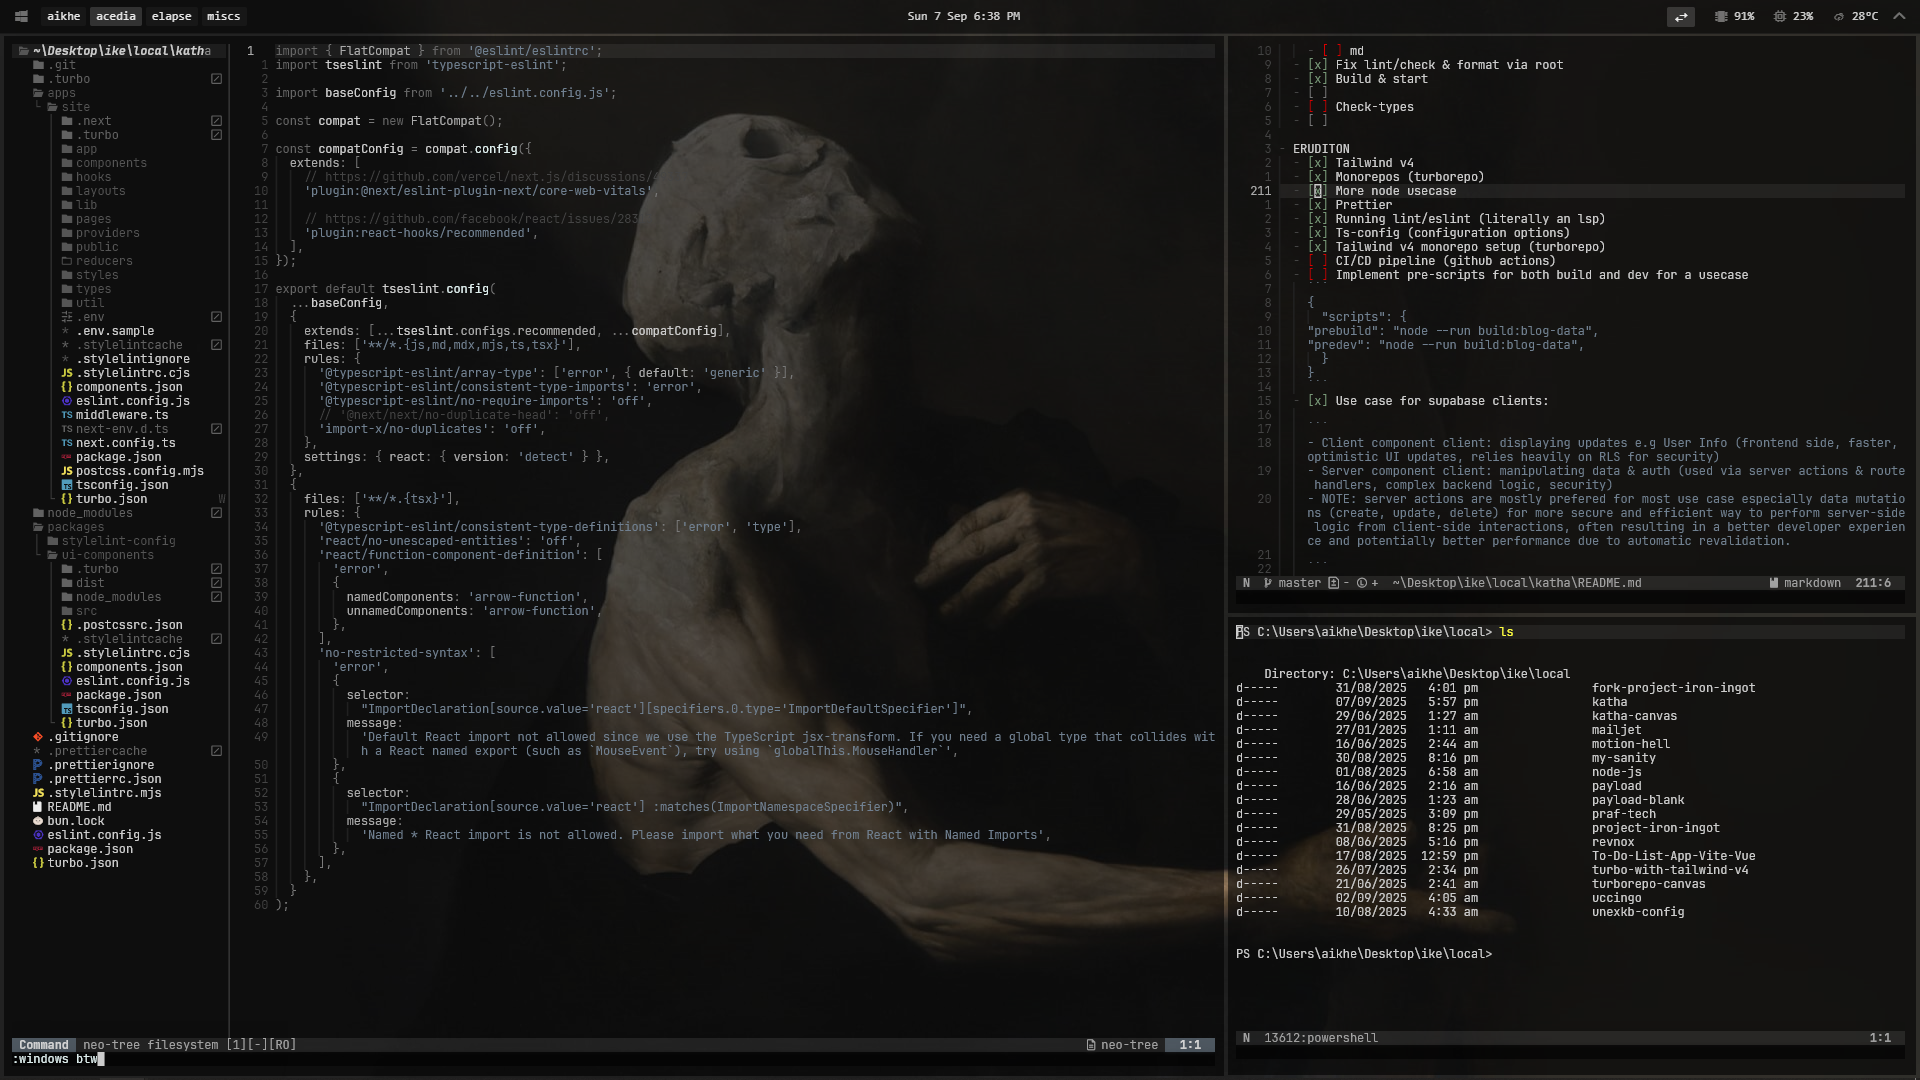 aikhe acedia elapse miscs
Sun 7 Sep 6:38 PM
91% 23% 28°C
~\Desktop\ike\local\katha
.git
.turbo
apps
site
.next
.turbo
app
components
hooks
layouts
lib
pages
providers
public
reducers
styles
types
util
.env
* .env.sample
* .stylelintcache
* .stylelintignore
JS .stylelintrc.cjs
{} components.json
eslint.config.js
TS middleware.ts
TS next-env.d.ts
TS next.config.ts
package.json
JS postcss.config.mjs
TS tsconfig.json
{} turbo.json W
node_modules
packages
stylelint-config
ui-components
.turbo
dist
node_modules
src
{} .postcssrc.json
* .stylelintcache
JS .stylelintrc.cjs
{} components.json
eslint.config.js
package.json
TS tsconfig.json
{} turbo.json
.gitignore
* .prettiercache
.prettierignore
.prettierrc.json
JS .stylelintrc.mjs
README.md
bun.lock
eslint.config.js
package.json
{} turbo.json
1 import { FlatCompat } from '@eslint/eslintrc';
1 import tseslint from 'typescript-eslint';
2
3 import baseConfig from '../../eslint.config.js';
4
5 const compat = new FlatCompat();
6
7 const compatConfig = compat.config({
8 extends: [
9 // https://github.com/vercel/next.js/discussions/
10 'plugin:@next/eslint-plugin-next/core-web-vitals',
11
12 // https://github.com/facebook/react/issues/283
13 'plugin:react-hooks/recommended',
14 ],
15 });
16
17 export default tseslint.config(
18 ...baseConfig,
19 {
20 extends: [...tseslint.configs.recommended, ...compatConfig],
21 files: ['**/*.{js,md,mdx,mjs,ts,tsx}'],
22 rules: {
23 '@typescript-eslint/array-type': ['error', { default: 'generic' }],
24 '@typescript-eslint/consistent-type-imports': 'error',
25 '@typescript-eslint/no-require-imports': 'off',
26 // '@next/next/no-duplicate-head': 'off',
27 'import-x/no-duplicates': 'off',
28 },
29 settings: { react: { version: 'detect' } },
30 },
31 {
32 files: ['**/*.{tsx}'],
33 rules: {
34 '@typescript-eslint/consistent-type-definitions': ['error', 'type'],
35 'react/no-unescaped-entities': 'off',
36 'react/function-component-definition': [
37 'error',
38 {
39 namedComponents: 'arrow-function',
40 unnamedComponents: 'arrow-function',
41 },
42 ],
43 'no-restricted-syntax': [
44 'error',
45 {
46 selector:
47 "ImportDeclaration[source.value='react'][specifiers.0.type='ImportDefaultSpecifier']",
48 message:
49 'Default React import not allowed since we use the TypeScript jsx-transform. If you need a global type that collides wit
h a React named export (such as `MouseEvent`), try using `globalThis.MouseHandler`',
50 },
51 {
52 selector:
53 "ImportDeclaration[source.value='react'] :matches(ImportNamespaceSpecifier)",
54 message:
55 'Named * React import is not allowed. Please import what you need from React with Named Imports',
56 },
57 ],
58 },
59 }
60 );
Command neo-tree filesystem [1][-][RO] neo-tree 1:1
:windows btw
10 - [ ] md
9 - [x] Fix lint/check & format via root
8 - [x] Build & start
7 - [ ]
6 - [ ] Check-types
5 - [ ]
4
3 - ERUDITON
2 - [x] Tailwind v4
1 - [x] Monorepos (turborepo)
211 - [x] More node usecase
1 - [x] Prettier
2 - [x] Running lint/eslint (literally an lsp)
3 - [x] Ts-config (configuration options)
4 - [x] Tailwind v4 monorepo setup (turborepo)
5 - [ ] CI/CD pipeline (github actions)
6 - [ ] Implement pre-scripts for both build and dev for a usecase
7 ```
8 {
9 "scripts": {
10 "prebuild": "node --run build:blog-data",
11 "predev": "node --run build:blog-data",
12 }
13 }
14 ```
15 - [x] Use case for supabase clients:
16
17 ```
18 - Client component client: displaying updates e.g User Info (frontend side, faster,
optimistic UI updates, relies heavily on RLS for security)
19 - Server component client: manipulating data & auth (used via server actions & route
handlers, complex backend logic, security)
20 - NOTE: server actions are mostly prefered for most use case especially data mutatio
ns (create, update, delete) for more secure and efficient way to perform server-side
logic from client-side interactions, often resulting in a better developer experien
ce and potentially better performance due to automatic revalidation.
21
22 ```
N master - + ~\Desktop\ike\local\katha\README.md markdown 211:6
PS C:\Users\aikhe\Desktop\ike\local> ls
Directory: C:\Users\aikhe\Desktop\ike\local
d----- 31/08/2025 4:01 pm fork-project-iron-ingot
d----- 07/09/2025 5:57 pm katha
d----- 29/06/2025 1:27 am katha-canvas
d----- 27/01/2025 1:11 am mailjet
d----- 16/06/2025 2:44 am motion-hell
d----- 30/08/2025 8:16 pm my-sanity
d----- 01/08/2025 6:58 am node-js
d----- 16/06/2025 2:16 am payload
d----- 28/06/2025 1:23 am payload-blank
d----- 29/05/2025 3:09 pm praf-tech
d----- 31/08/2025 8:25 pm project-iron-ingot
d----- 08/06/2025 5:16 pm revnox
d----- 17/08/2025 12:59 pm To-Do-List-App-Vite-Vue
d----- 26/07/2025 2:34 pm turbo-with-tailwind-v4
d----- 21/06/2025 2:41 am turborepo-canvas
d----- 02/09/2025 4:05 am uccingo
d----- 10/08/2025 4:33 am unexkb-config
PS C:\Users\aikhe\Desktop\ike\local>
N 13612:powershell 1:1